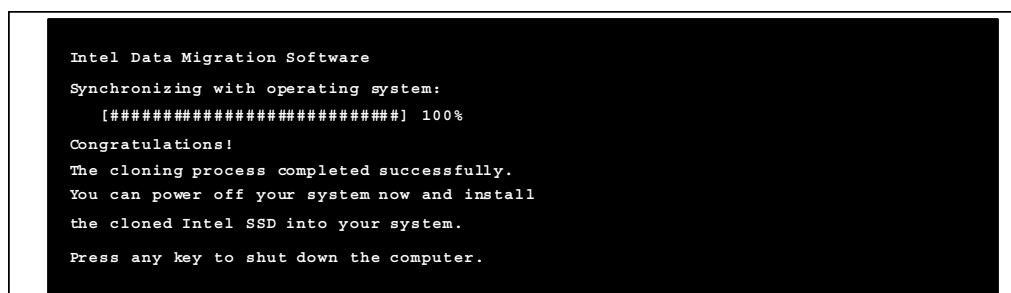 Intel Data Migration Software
Synchronizing with operating system:
[###########################] 100%
Congratulations!
The cloning process completed successfully.
You can power off your system now and install
the cloned Intel SSD into your system.
Press any key to shut down the computer.